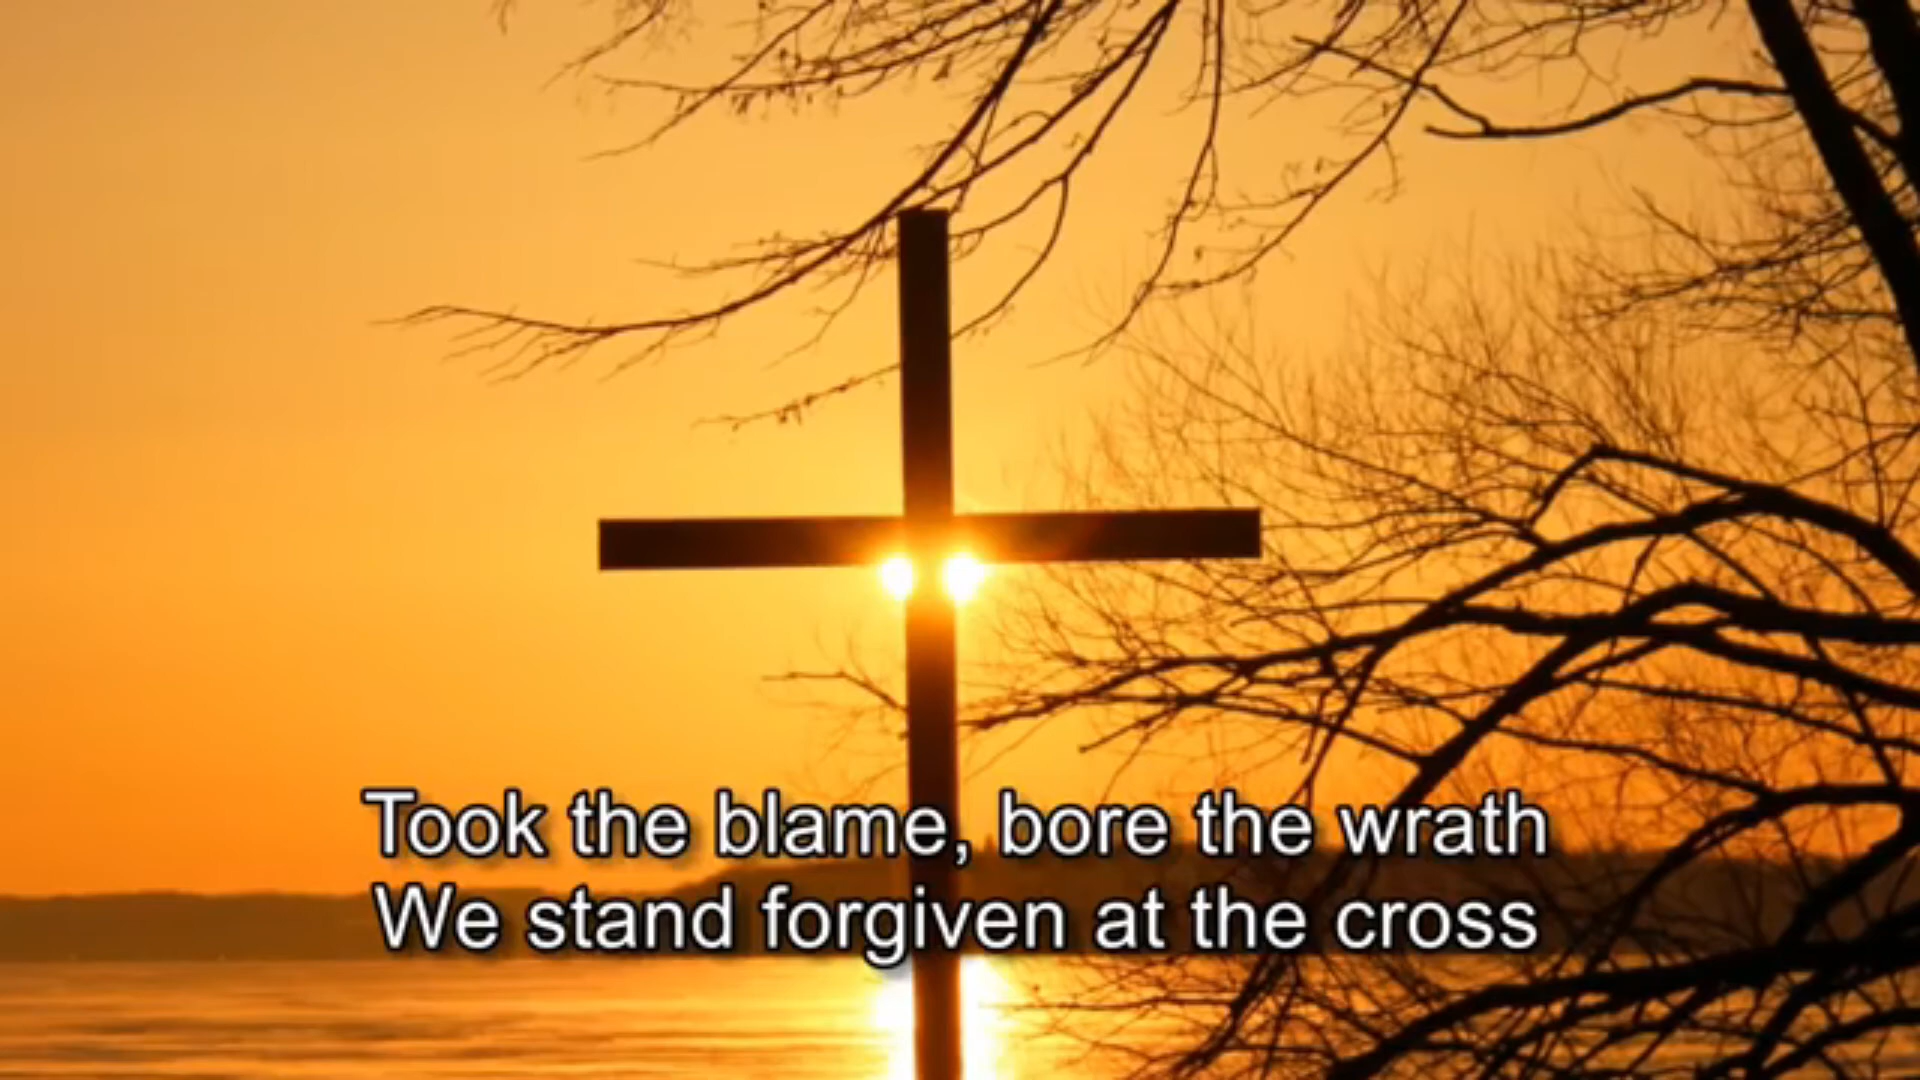 Took the blame, bore the wrath
We stand forgiven at the cross